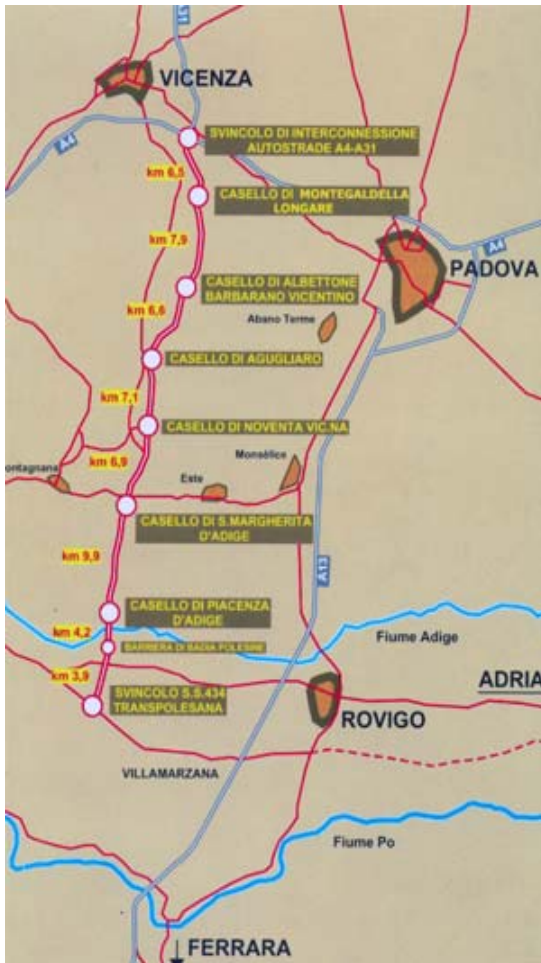 A31
VICENZA
A4
SVINCOLO DI INTERCONNESSIONE
AUTOSTRADE A4-A31
km 6,5
CASELLO DI MONTEGALDELLA
LONGARE
km 7,9
A4
PADOVA
CASELLO DI ALBETTONE
BARBARANO VICENTINO
km 6,6
Abano Terme
CASELLO DI AGUGLIARO
km 7,1
CASELLO DI NOVENTA VIC.NA
km 6,9
Monsélice
ontagnana
Este
CASELLO DI S.MARGHERITA
D'ADIGE
km 9,9
A13
CASELLO DI PIACENZA
D'ADIGE
km 4,2
Fiume Adige
BARRIERA DI BADIA POLESINE
km 3,9
ADRIA
SVINCOLO S.S.434
TRANSPOLESANA
ROVIGO
VILLAMARZANA
Fiume Po
FERRARA